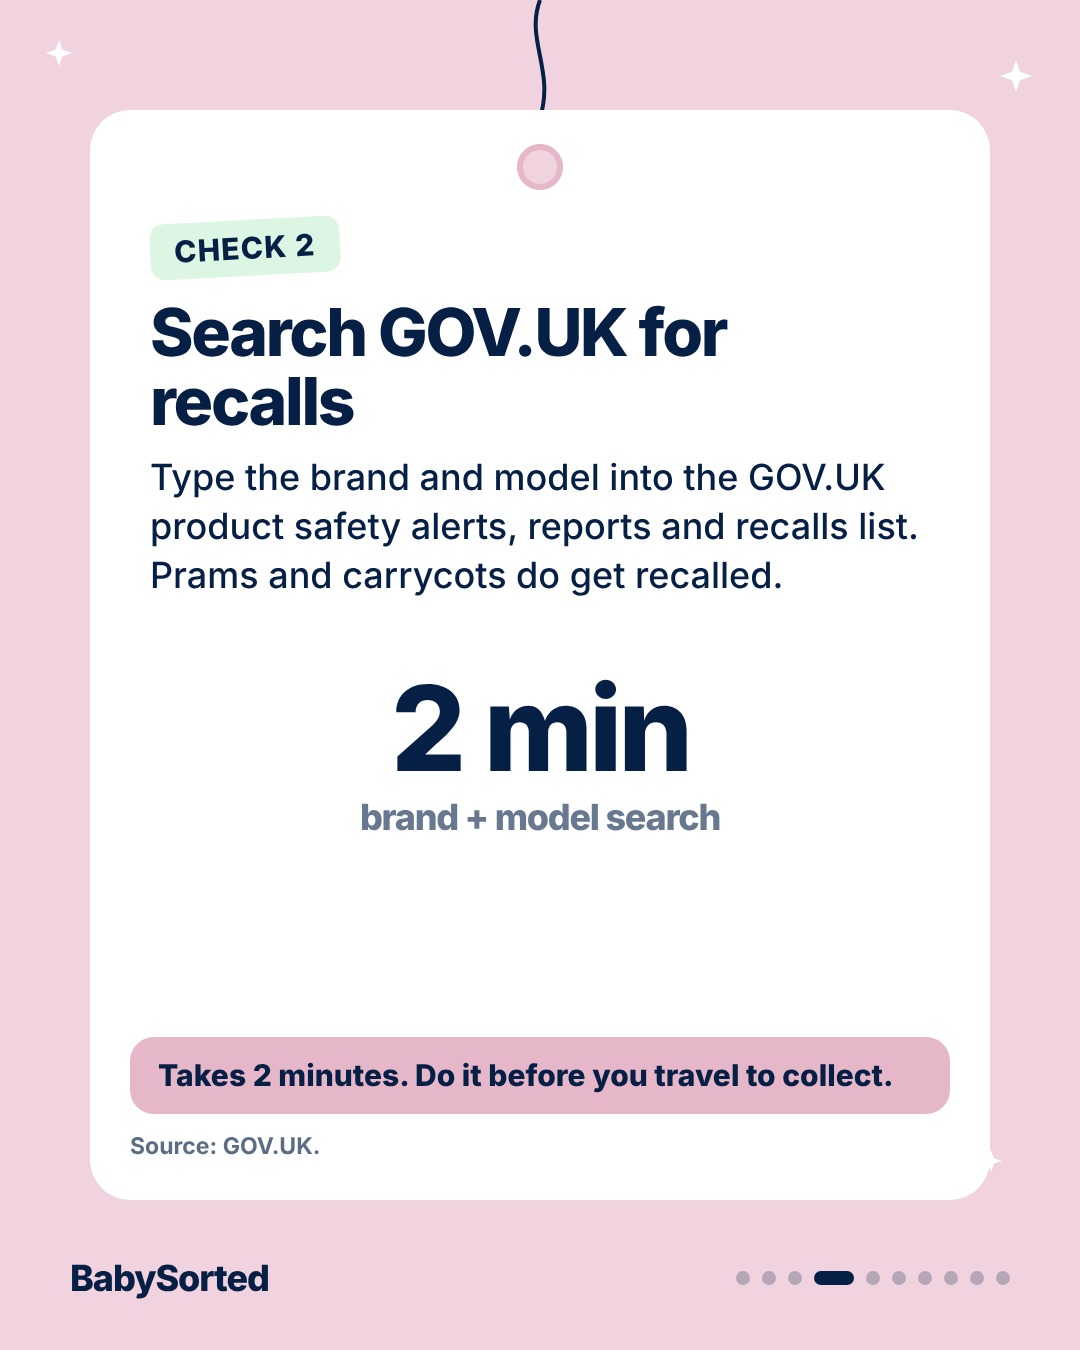 CHECK 2
Search GOV.UK for
recalls
Type the brand and model into the GOV.UK
product safety alerts, reports and recalls list.
Prams and carrycots do get recalled.
2 min
brand + model search
Takes 2 minutes. Do it before you travel to collect.
Source: GOV.UK.
BabySorted